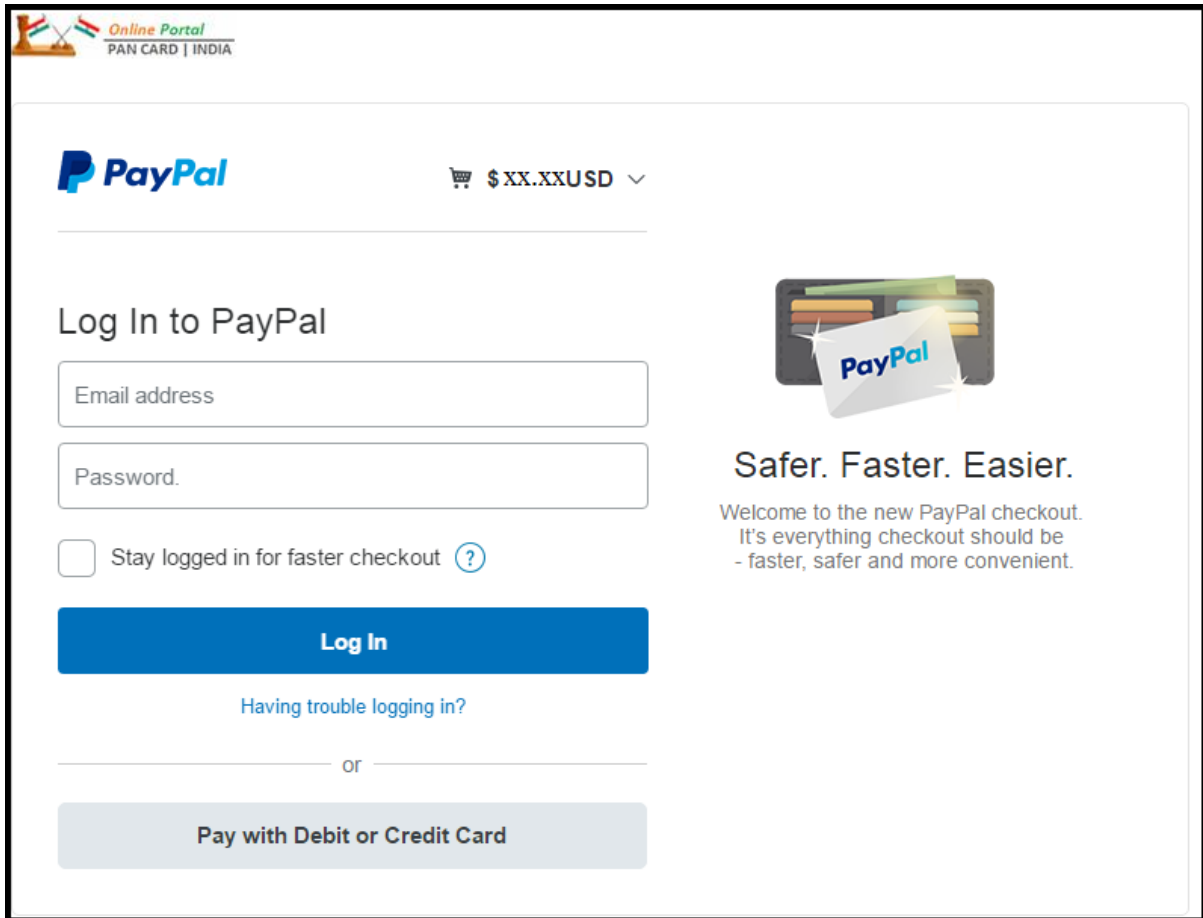 Online Portal
PAN CARD | INDIA
PayPal
$ XX.XXUSD
Log In to PayPal
Email address
Password.
Stay logged in for faster checkout ?
Log In
Having trouble logging in?
or
Pay with Debit or Credit Card
PayPal
Safer. Faster. Easier.
Welcome to the new PayPal checkout.
It's everything checkout should be
- faster, safer and more convenient.